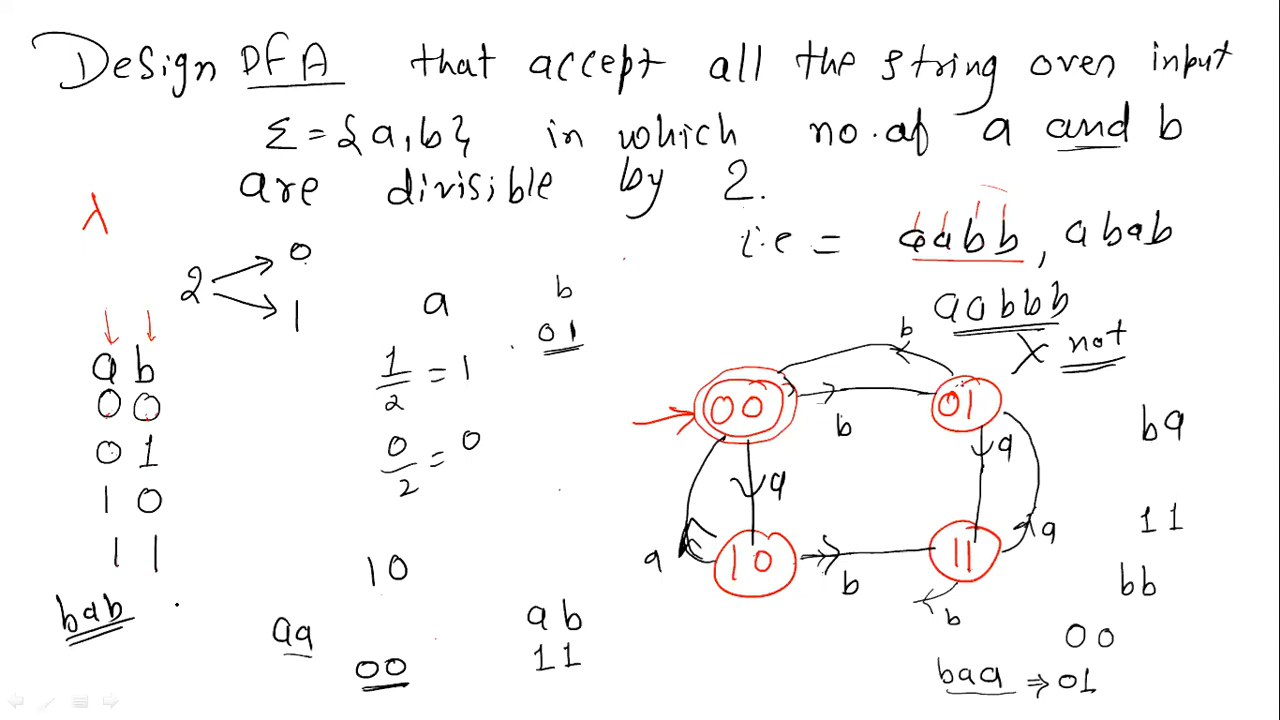 Design DFA that accept all the string over input
Σ = {a, b} in which no. of a and b
are divisible by 2.
i.e = aabb, abab
aabbb
X not
λ
2 → 0
→ 1
a b
0 0
0 1
1 0
1 1
bab
a
1/2 = 1
0/2 = 0
b
01
10
aa
00
ab
11
00
01
10
11
b
b
a
a
a
a
b
b
ba
11
bb
00
baa ⇒ 01